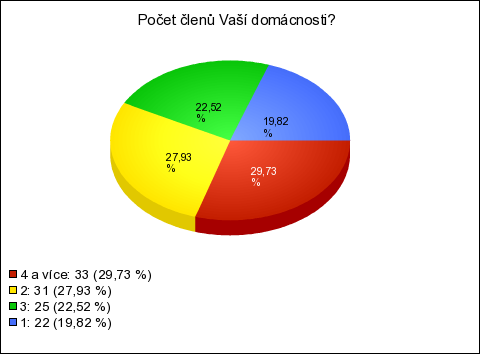 Počet členů Vaší domácnosti?
22,52
%
19,82
%
27,93
%
29,73
%
4 a více: 33 (29,73 %)
2: 31 (27,93 %)
3: 25 (22,52 %)
1: 22 (19,82 %)